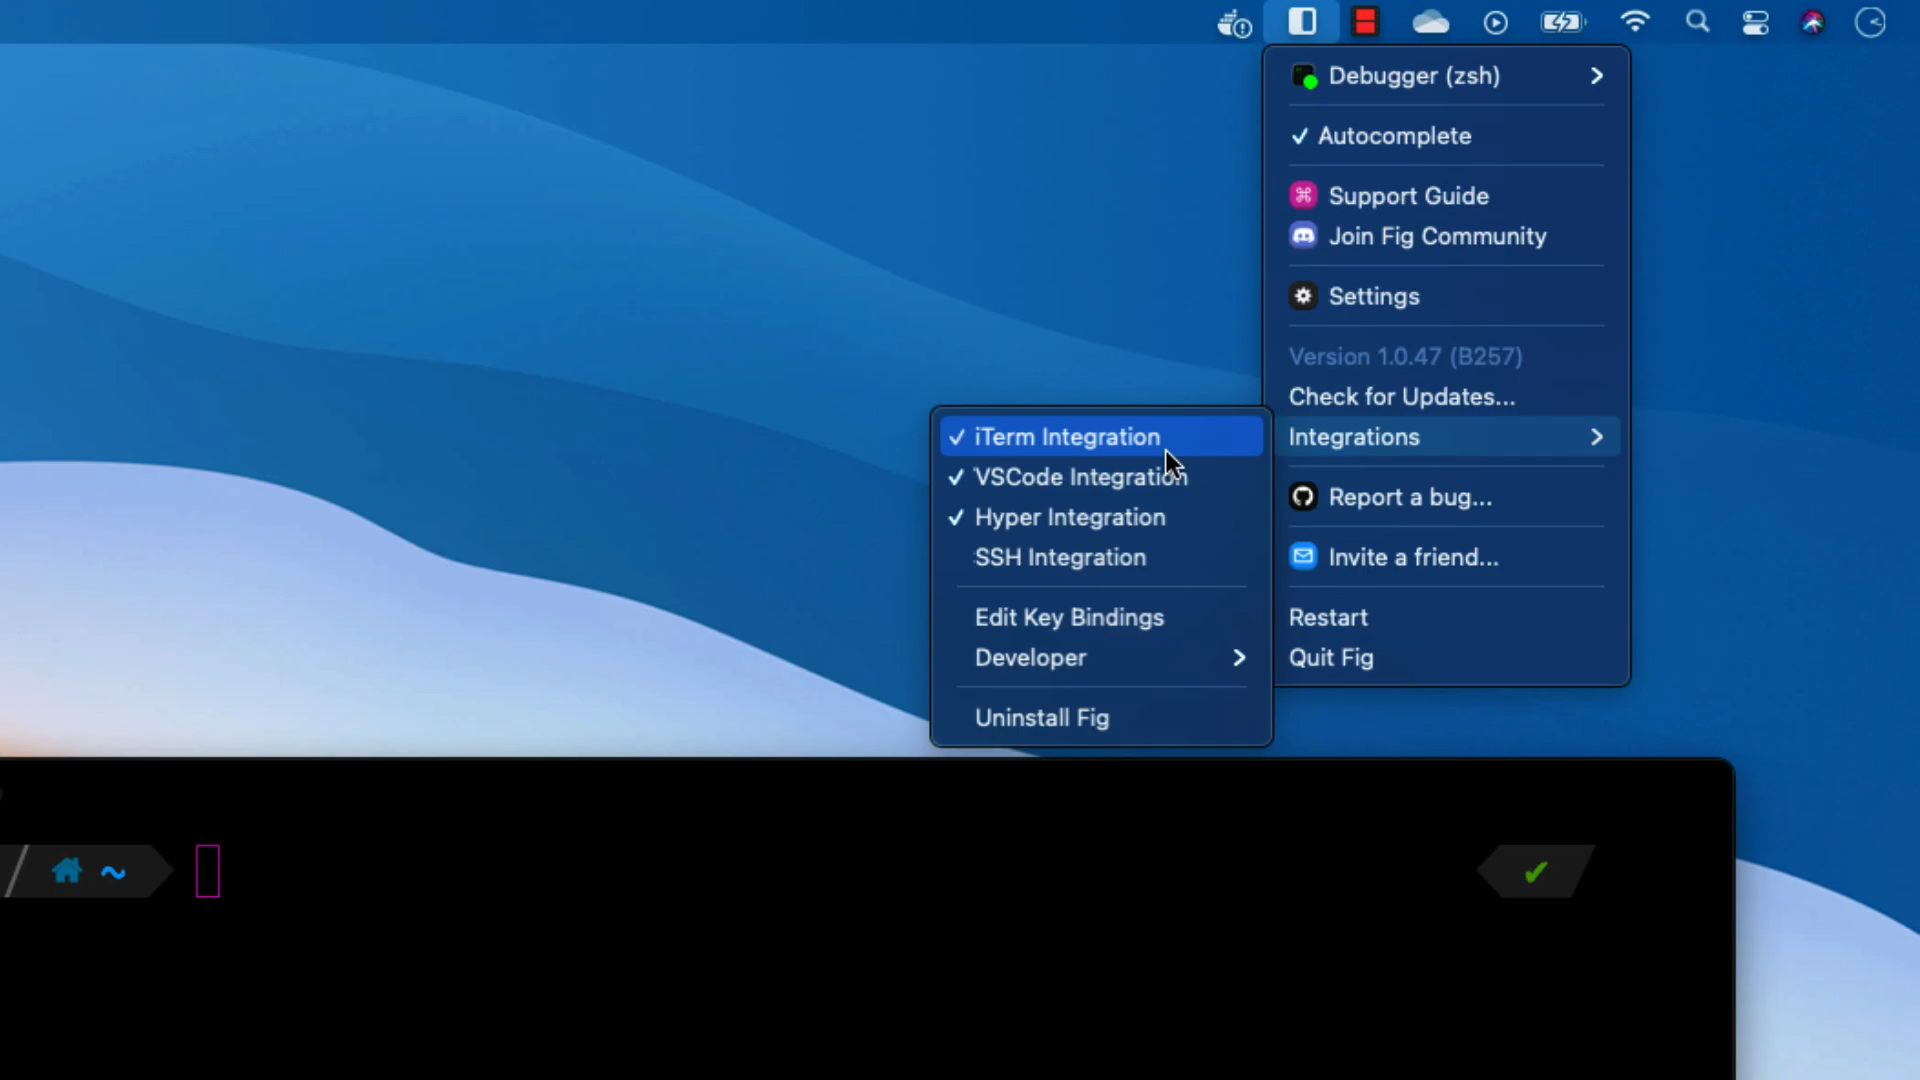 Debugger (zsh)
Autocomplete
Support Guide
Join Fig Community
Settings
Version 1.0.47 (B257)
Check for Updates...
Integrations
Report a bug...
Invite a friend...
Restart
Quit Fig
iTerm Integration
VSCode Integration
Hyper Integration
SSH Integration
Edit Key Bindings
Developer
Uninstall Fig
~